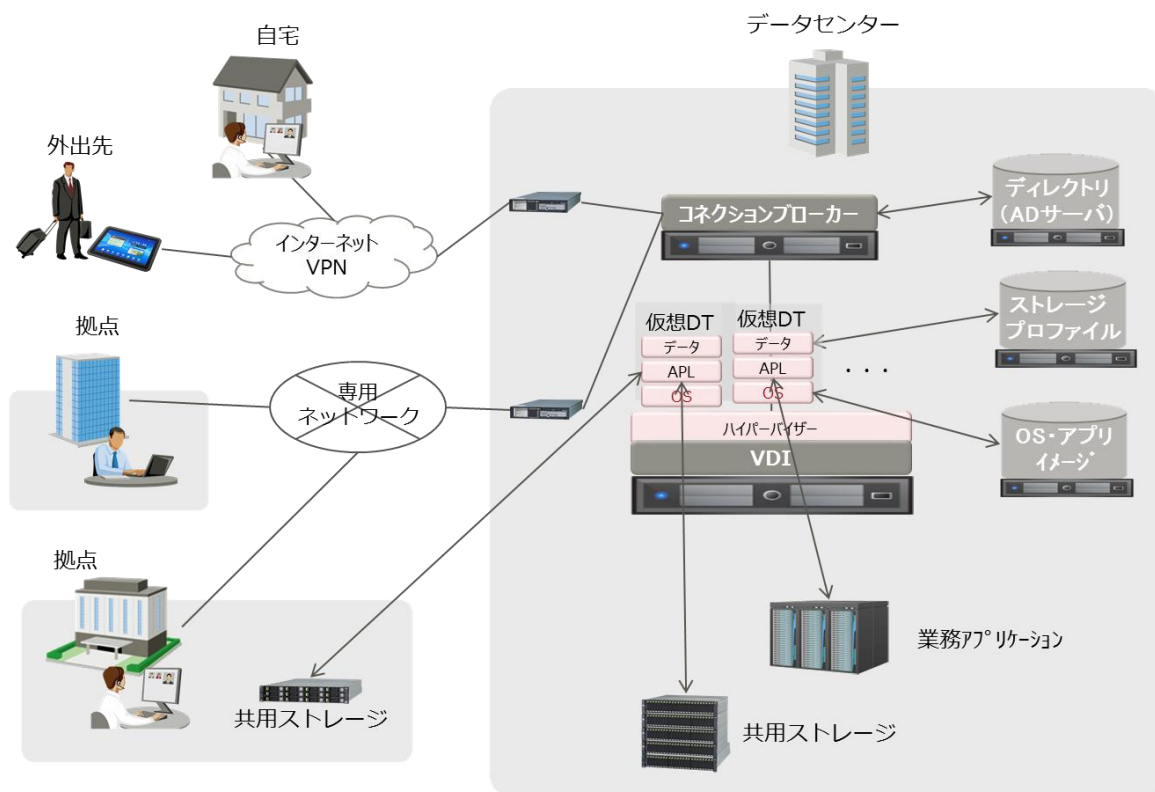 データセンター
自宅
外出先
インターネット
VPN
コネクションブローカー
ディレクトリ
(ADサーバ)
仮想DT
仮想DT
データ
データ
APL
APL
OS
OS
・・・
ストレージ
プロファイル
拠点
専用
ネットワーク
ハイパーバイザー
VDI
OS・アプリ
イメージ
拠点
共用ストレージ
業務アプリケーション
共用ストレージ